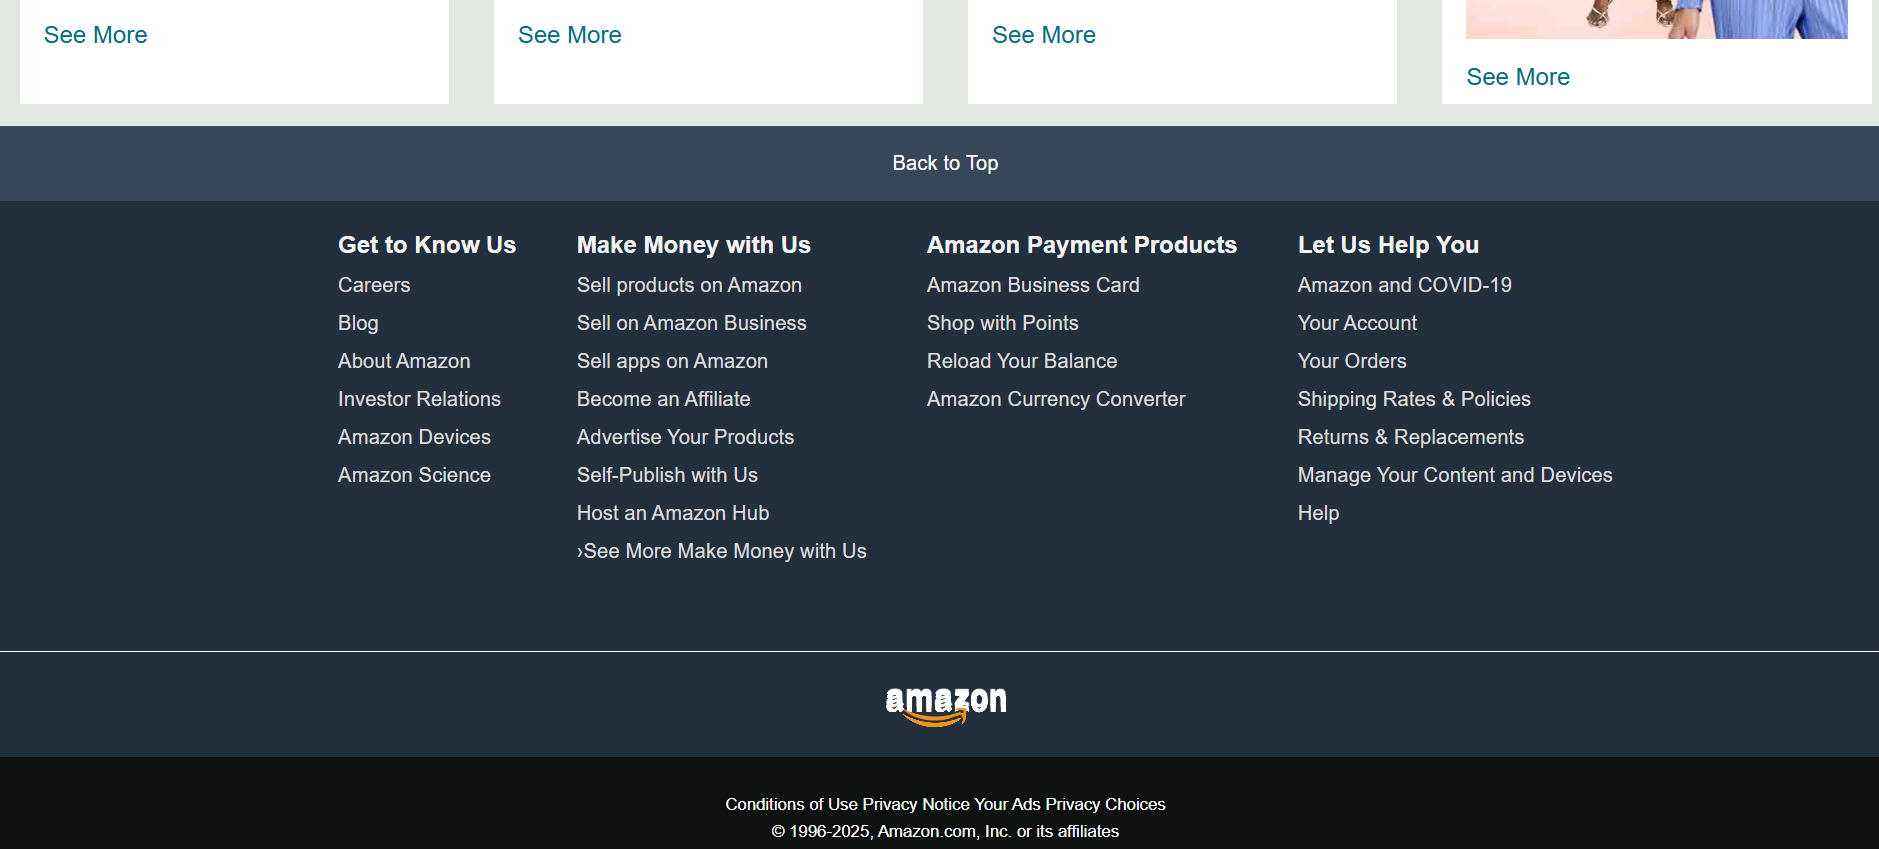 See More
See More
See More
See More
Back to Top
Get to Know Us
Careers
Blog
About Amazon
Investor Relations
Amazon Devices
Amazon Science
Make Money with Us
Sell products on Amazon
Sell on Amazon Business
Sell apps on Amazon
Become an Affiliate
Advertise Your Products
Self-Publish with Us
Host an Amazon Hub
›See More Make Money with Us
Amazon Payment Products
Amazon Business Card
Shop with Points
Reload Your Balance
Amazon Currency Converter
Let Us Help You
Amazon and COVID-19
Your Account
Your Orders
Shipping Rates & Policies
Returns & Replacements
Manage Your Content and Devices
Help
amazon
Conditions of Use Privacy Notice Your Ads Privacy Choices
© 1996-2025, Amazon.com, Inc. or its affiliates